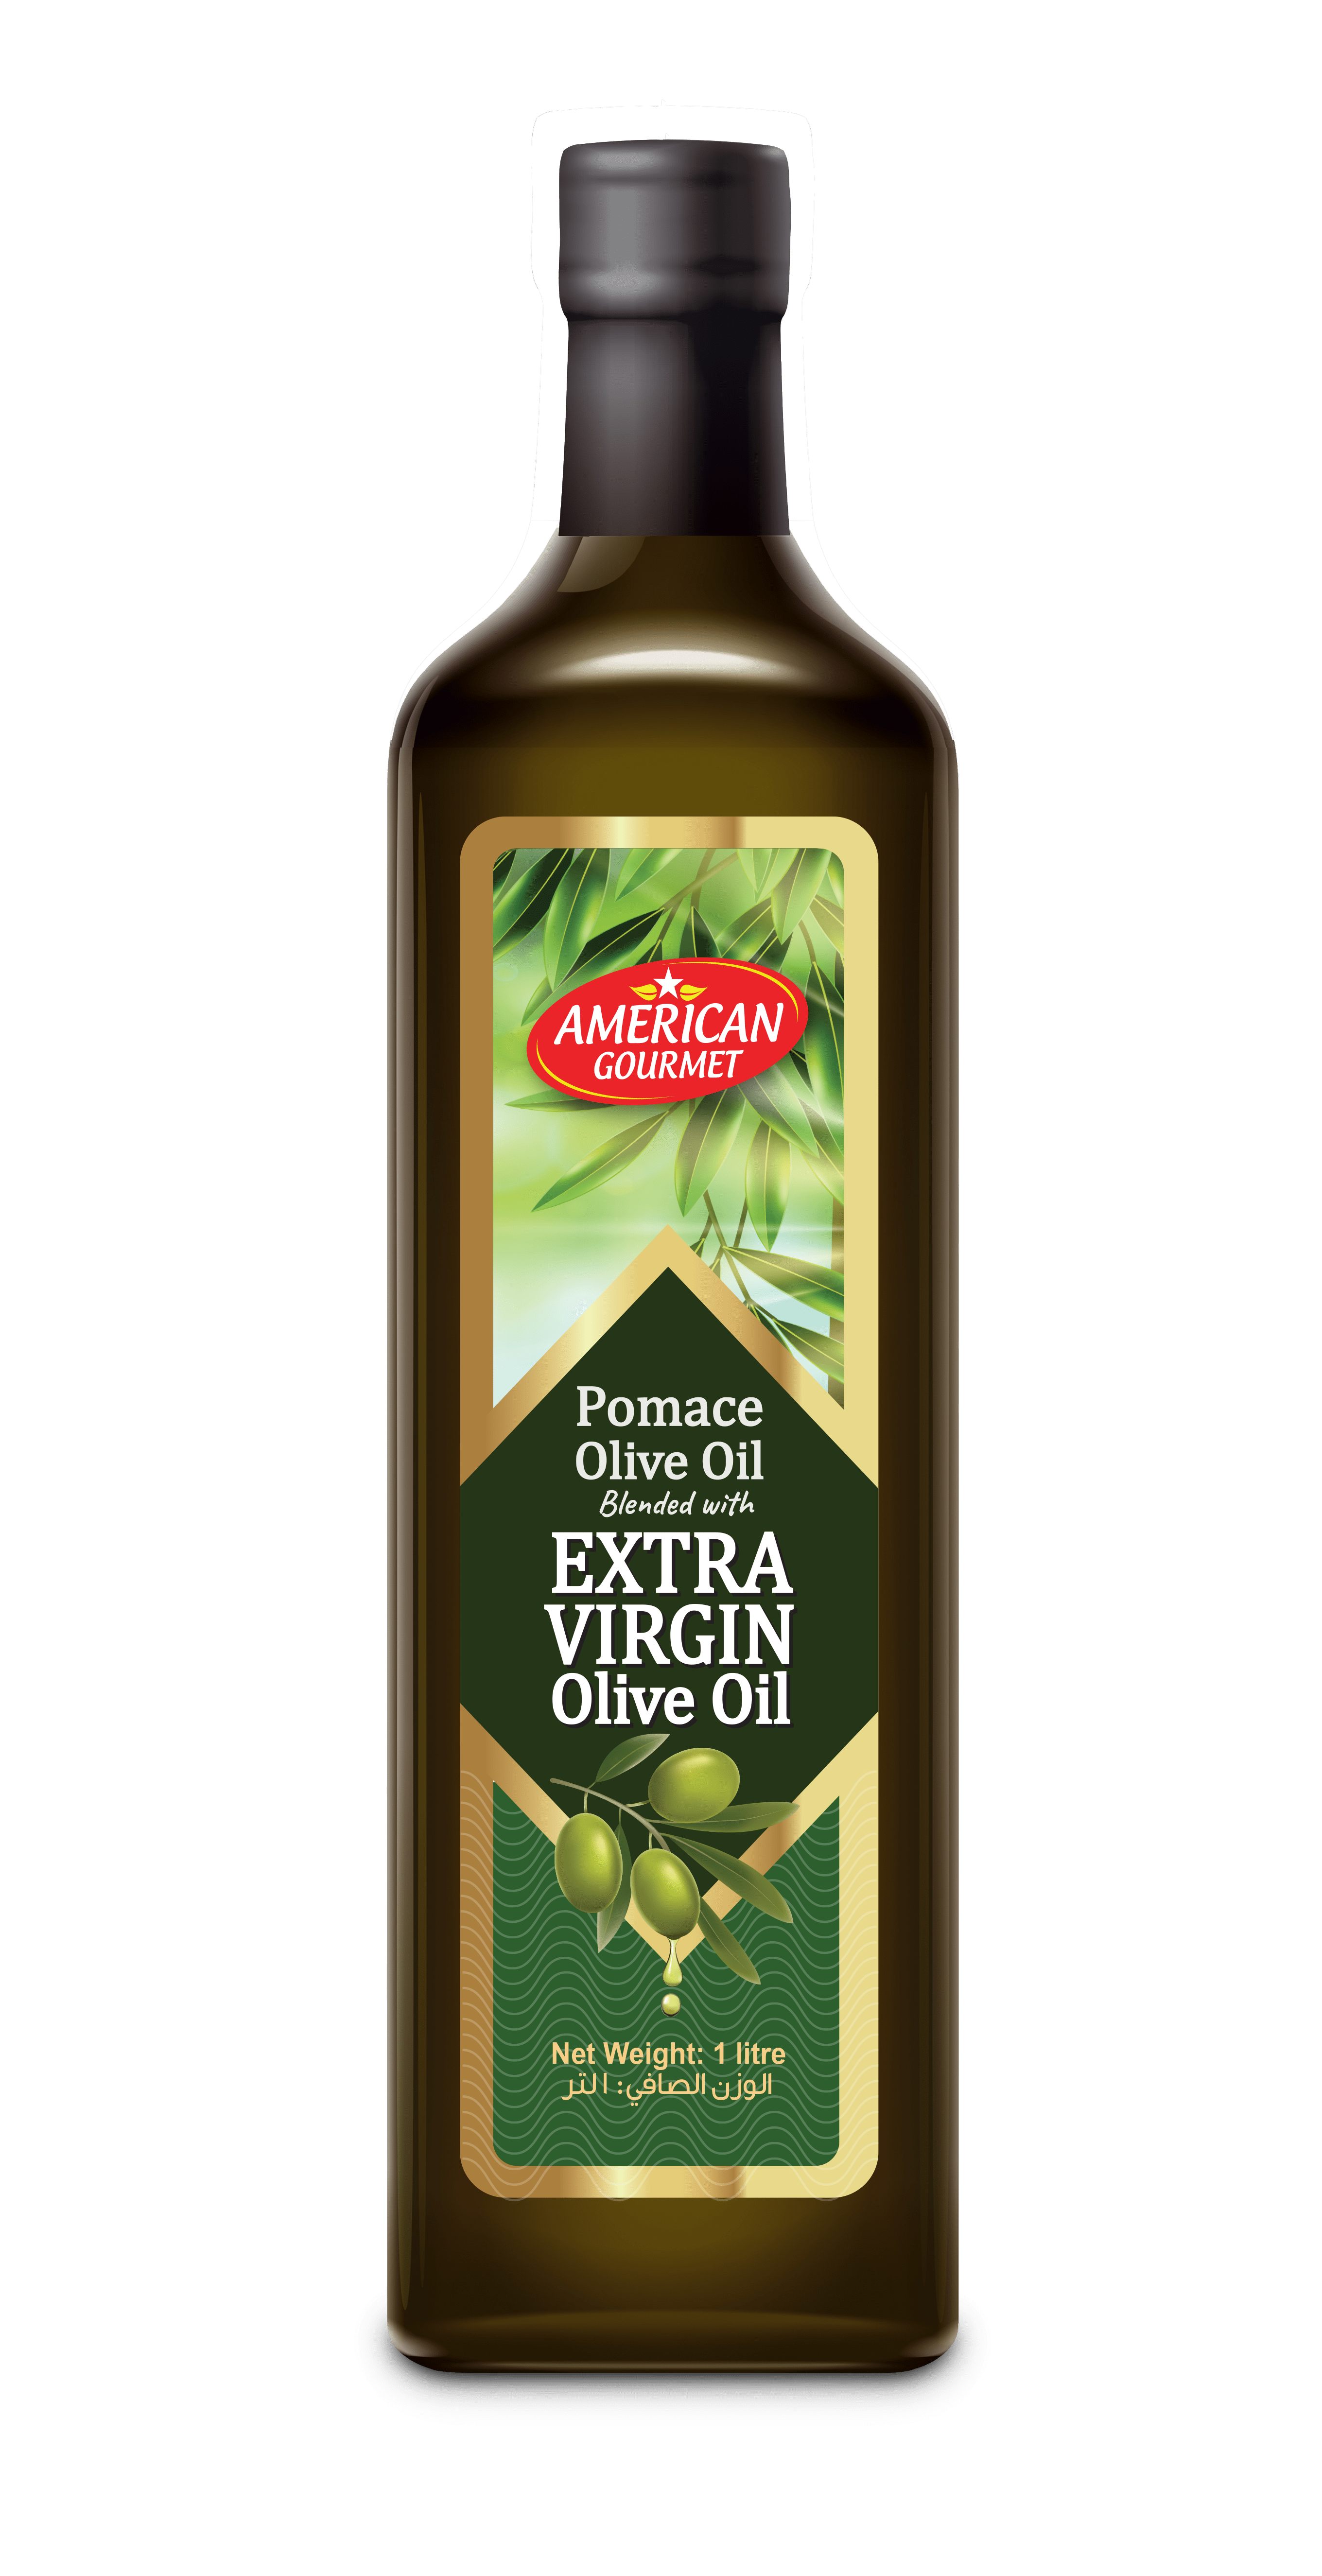 AMERICAN
GOURMET
Pomace
Olive Oil
Blended with
EXTRA
VIRGIN
Olive Oil
Net Weight: 1 litre
الوزن الصافي: ١ لتر